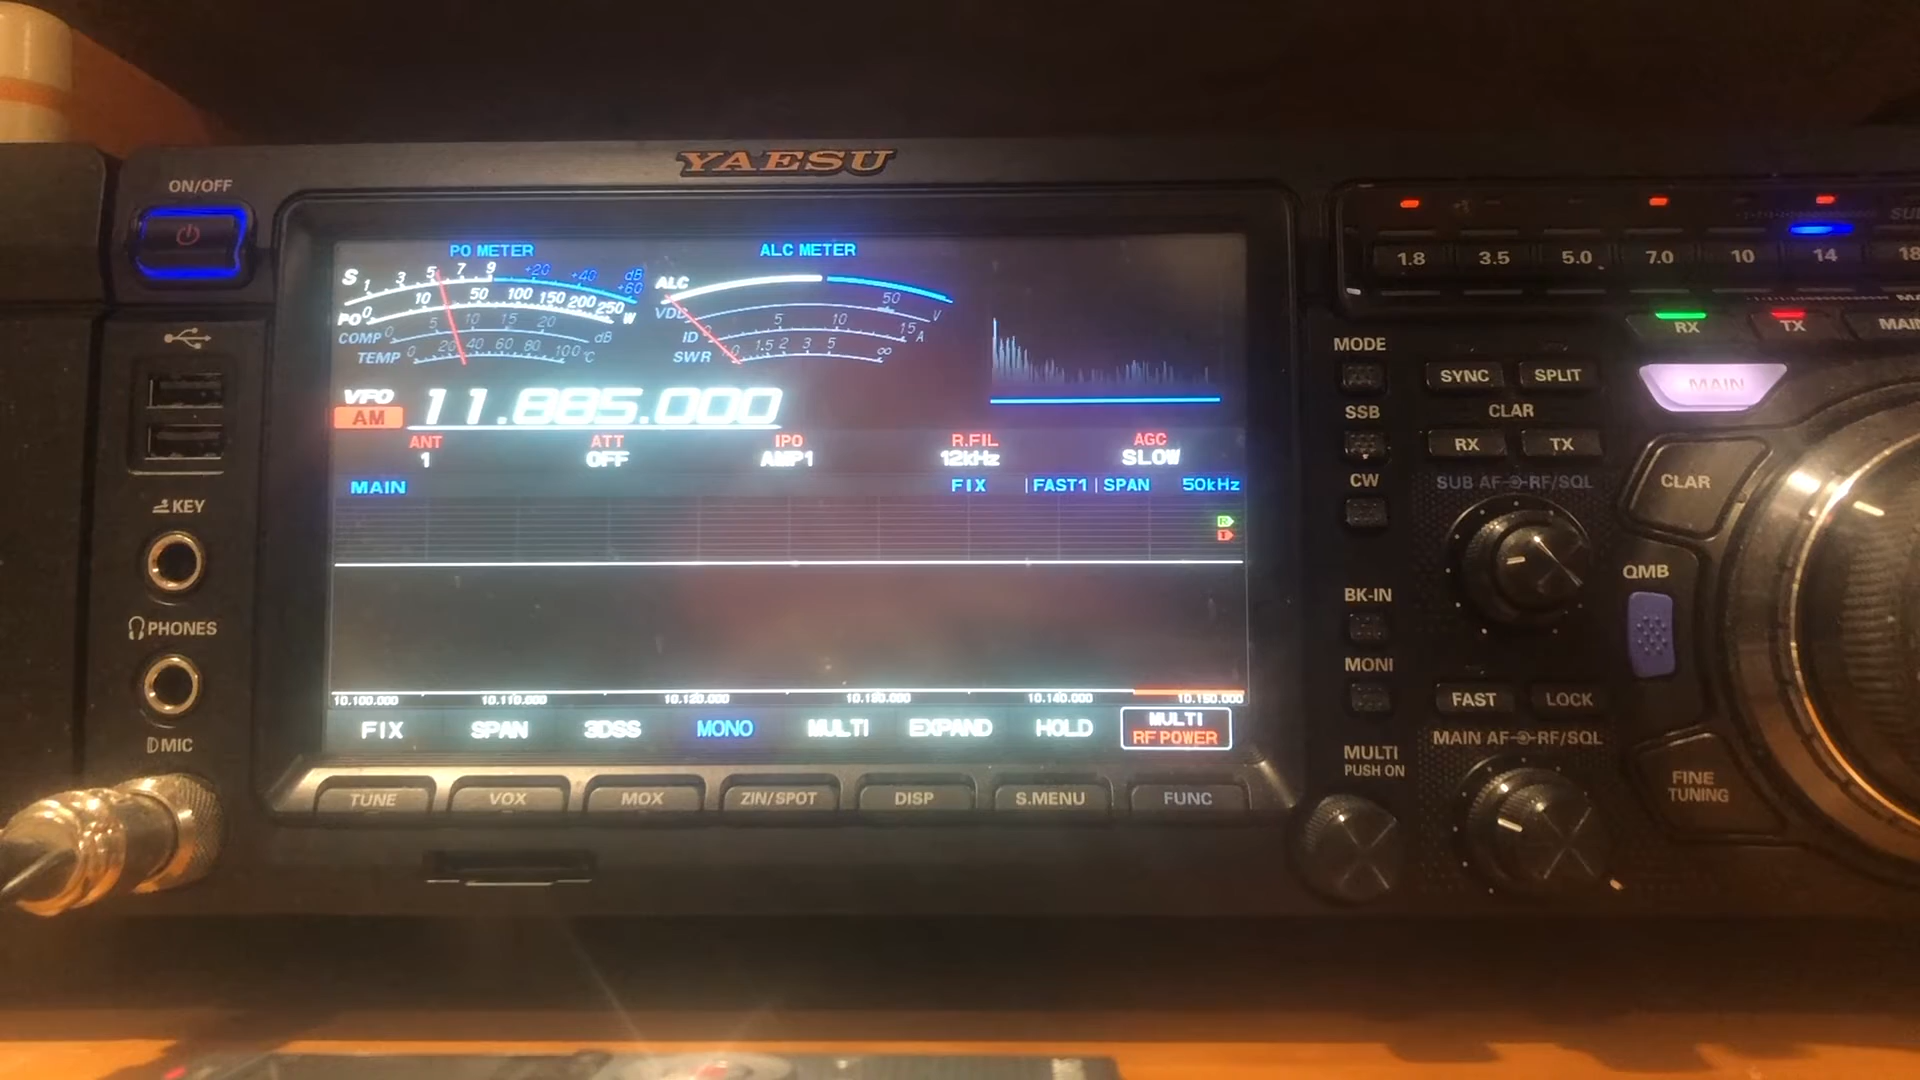 YAESU
ON/OFF
PO METER
ALC METER
S 1 3 5 7 9 +20 +40 +60 dB
PO 0 10 50 100 150 200 250 W
COMP 0 5 10 15 20 dB
TEMP 0 20 40 60 80 100 °C
ALC
VDD 50 V
ID 0 5 10 15 A
SWR 1.5 2 3 5 ∞
VFO
AM
11.885.000
ANT ATT IPO R.FIL AGC
1 OFF AMP1 12kHz SLOW
MAIN FIX | FAST1 | SPAN 50kHz
R
T
10.100.000 10.110.000 10.120.000 10.130.000 10.140.000 10.150.000
FIX SPAN 3DSS MONO MULTI EXPAND HOLD MULTI
RF POWER
TUNE VOX MOX ZIN/SPOT DISP S.MENU FUNC
KEY
PHONES
MIC
1.8 3.5 5.0 7.0 10 14 18
RX TX MAIN
MODE
SYNC SPLIT
MAIN
SSB
CLAR
RX TX
CW
SUB AF RF/SQL
CLAR
QMB
BK-IN
MONI
FAST LOCK
MAIN AF RF/SQL
MULTI
PUSH ON
FINE
TUNING